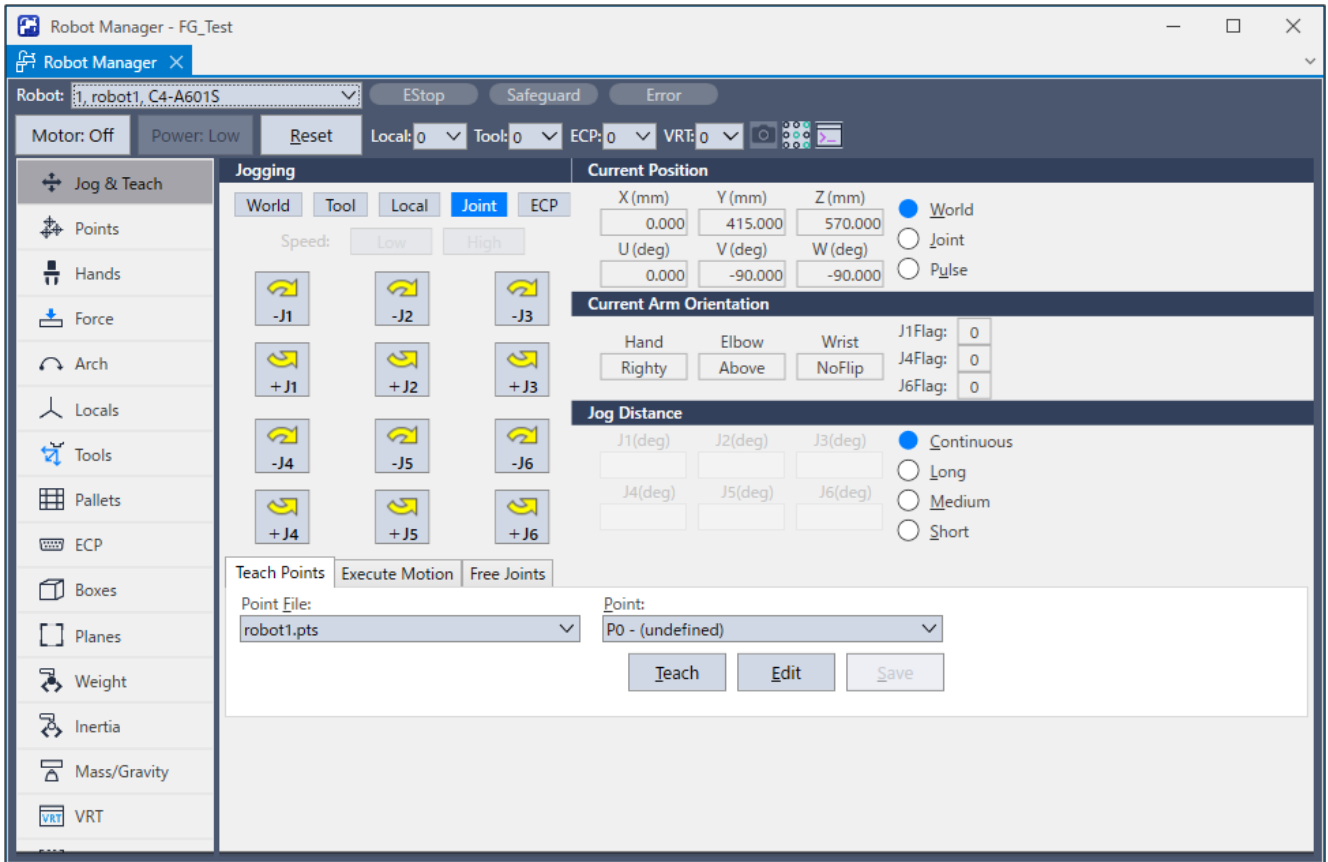 Robot Manager - FG_Test
Robot Manager
Robot: 1, robot1, C4-A601S EStop Safeguard Error
Motor: Off Power: Low Reset Local: 0 Tool: 0 ECP: 0 VRT: 0
Jog & Teach
Points
Hands
Force
Arch
Locals
Tools
Pallets
ECP
Boxes
Planes
Weight
Inertia
Mass/Gravity
VRT
VRT
Jogging
World Tool Local Joint ECP
Speed: Low High
-J1 -J2 -J3
+J1 +J2 +J3
-J4 -J5 -J6
+J4 +J5 +J6
Current Position
X (mm) Y (mm) Z (mm)
0.000 415.000 570.000
U (deg) V (deg) W (deg)
0.000 -90.000 -90.000
World
Joint
Pulse
Current Arm Orientation
Hand Elbow Wrist
Righty Above NoFlip
J1Flag: 0
J4Flag: 0
J6Flag: 0
Jog Distance
J1(deg) J2(deg) J3(deg)
J4(deg) J5(deg) J6(deg)
Continuous
Long
Medium
Short
Teach Points Execute Motion Free Joints
Point File: Point:
robot1.pts P0 - (undefined)
Teach Edit Save